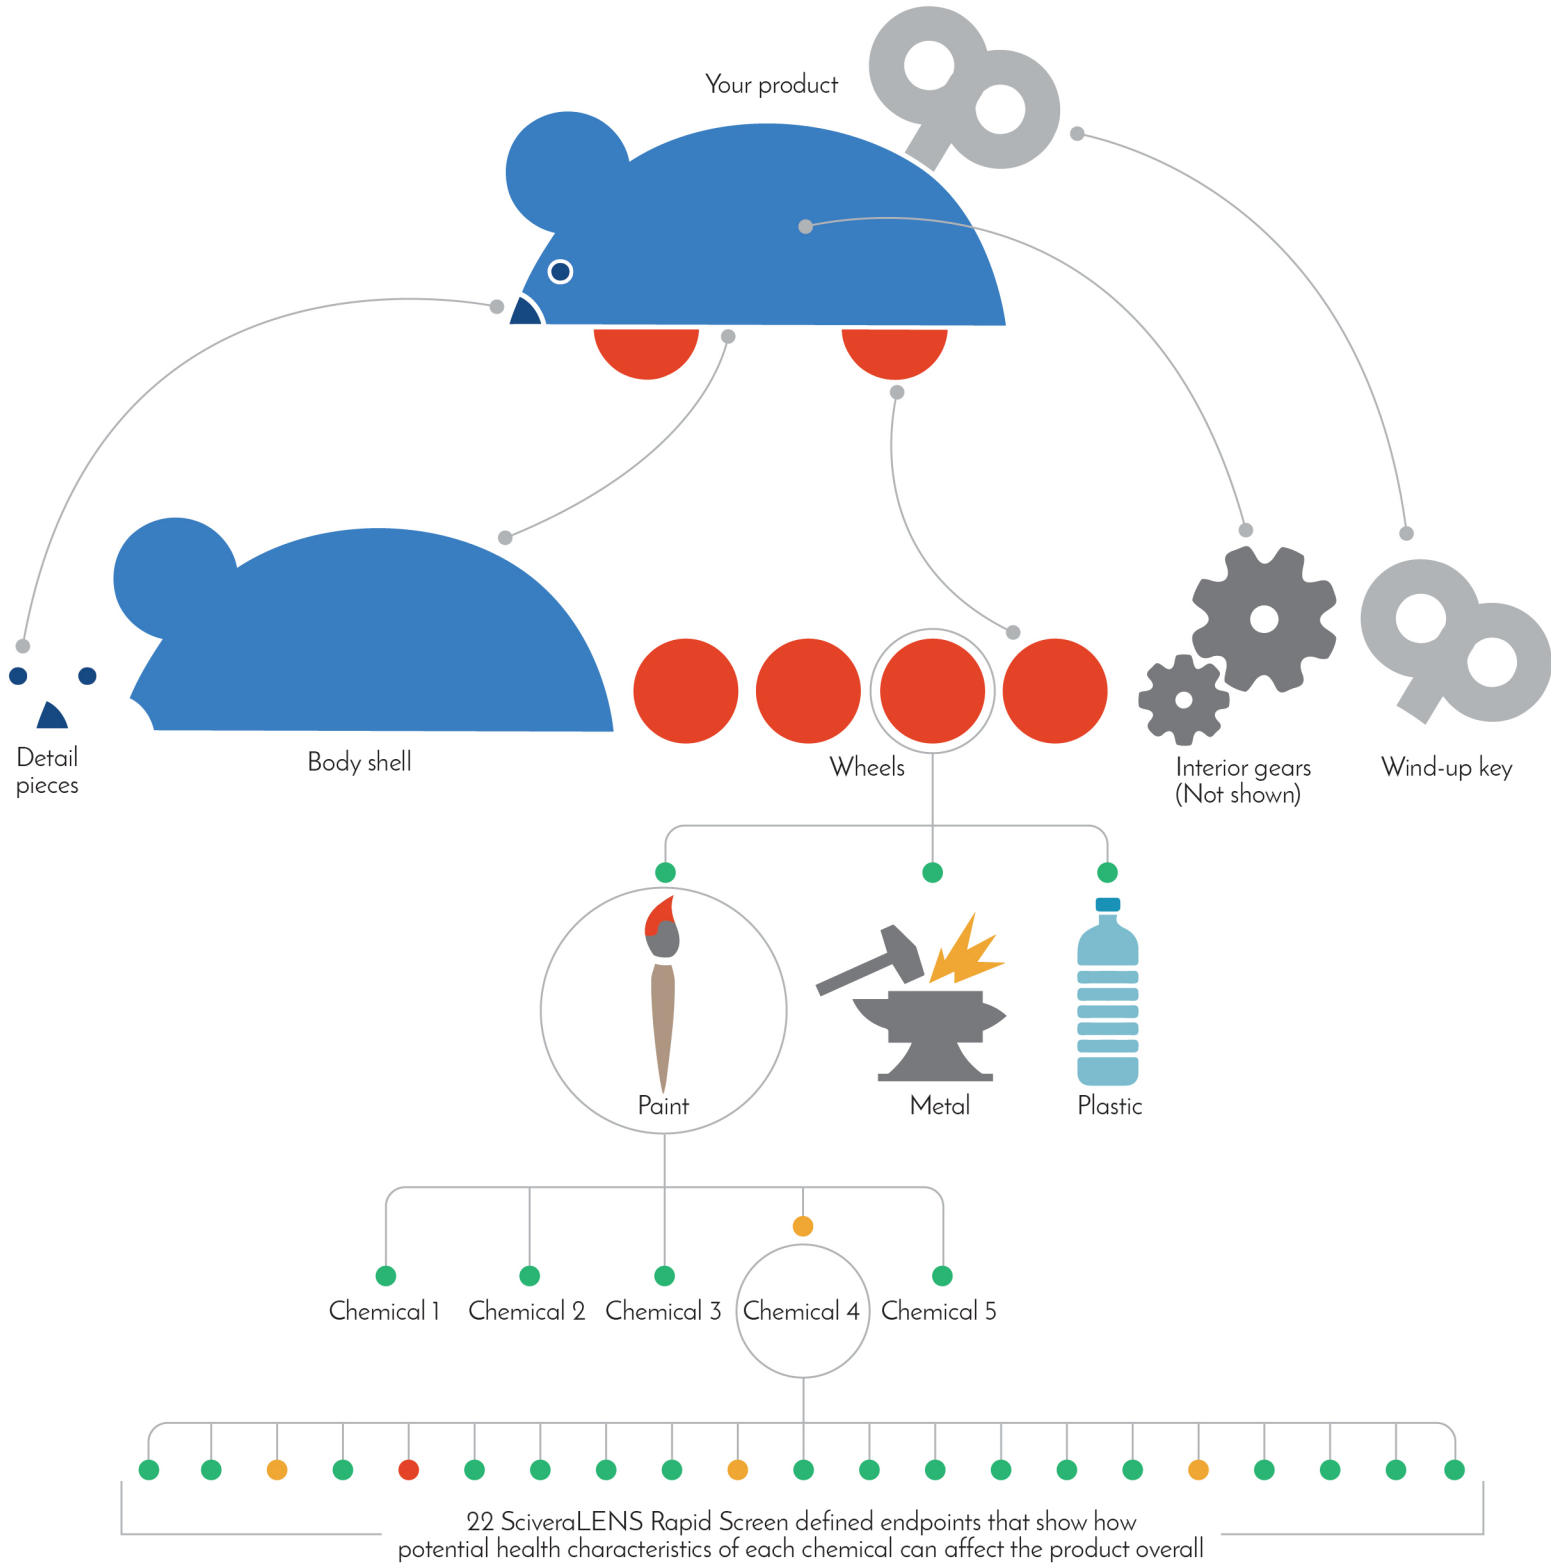 Your product
Detail
pieces
Body shell
Wheels
Interior gears
(Not shown)
Wind-up key
Paint
Metal
Plastic
Chemical 1
Chemical 2
Chemical 3
Chemical 4
Chemical 5
22 SciveraLENS Rapid Screen defined endpoints that show how
potential health characteristics of each chemical can affect the product overall